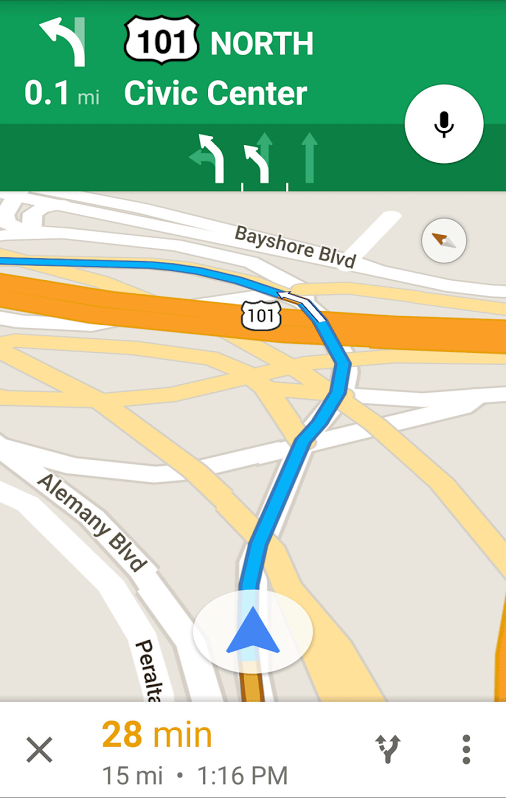 101 NORTH
0.1 mi Civic Center
Bayshore Blvd
101
Alemany Blvd
Peralta
28 min
15 mi • 1:16 PM